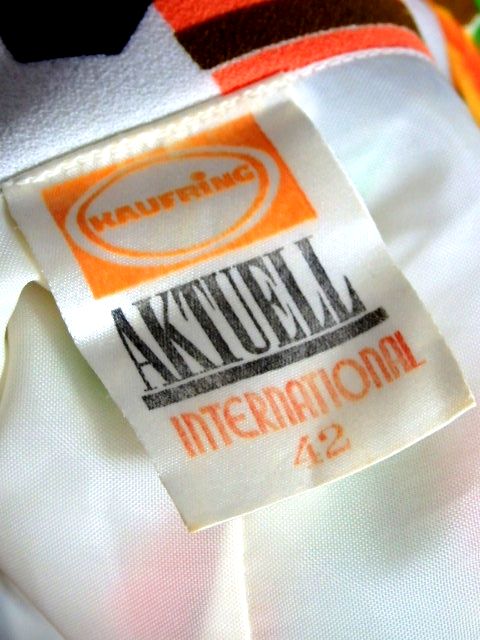 KAUFRING
AKTUELL
INTERNATIONAL
42